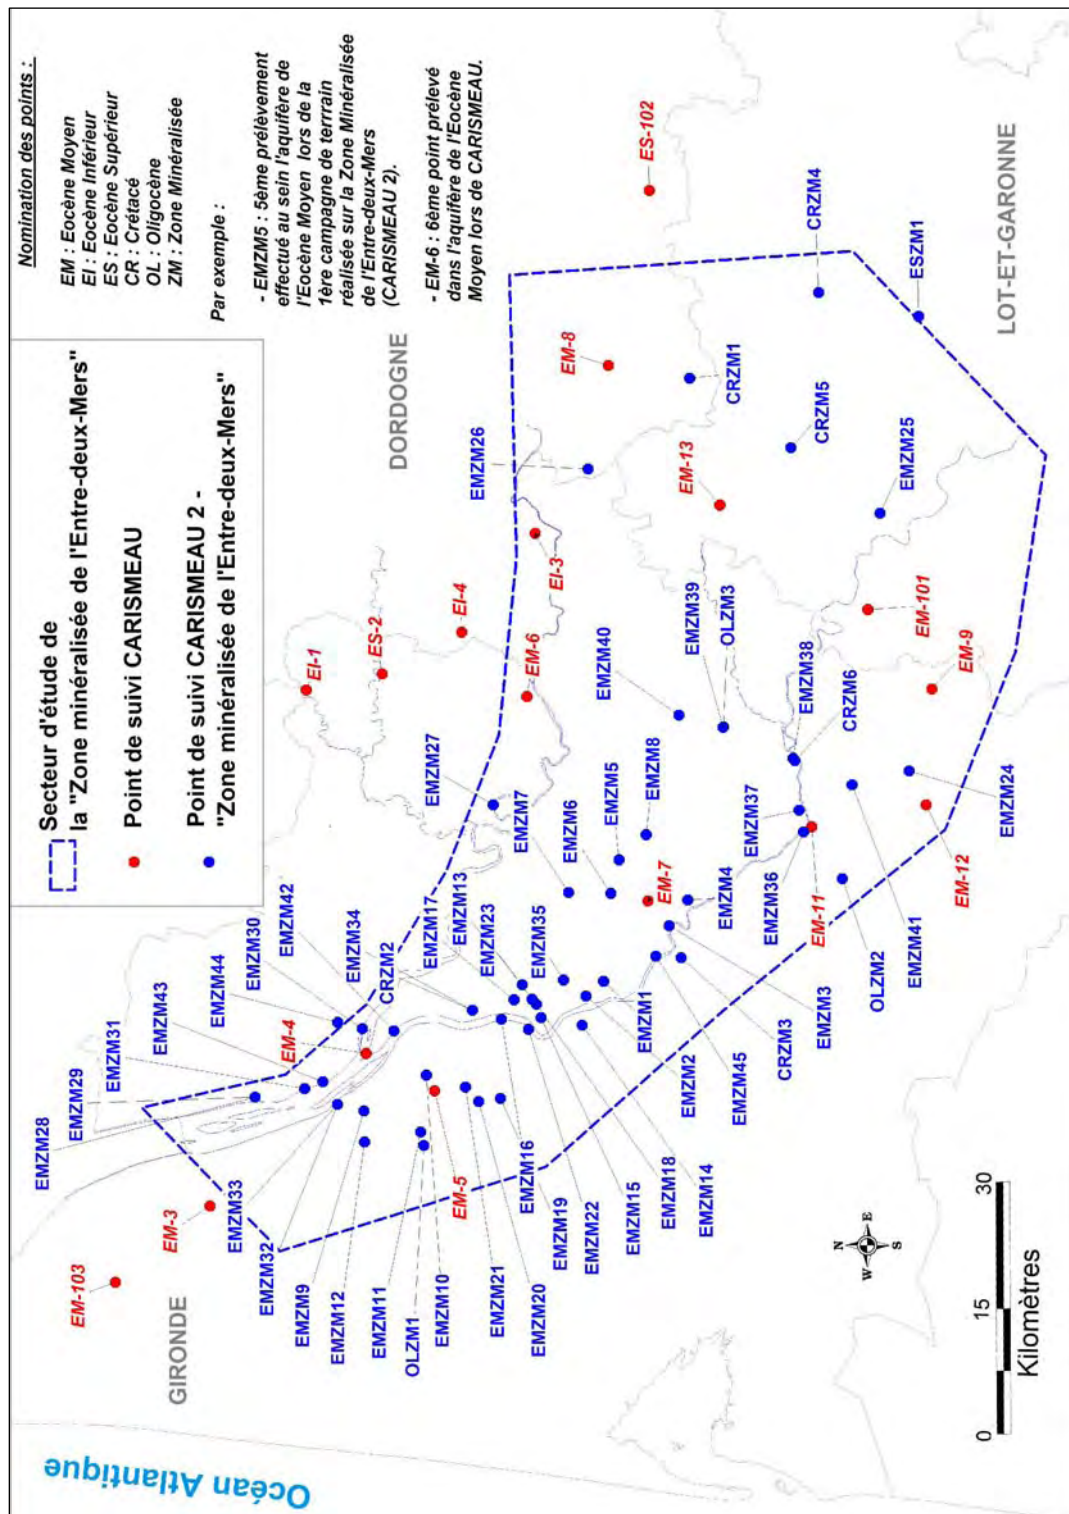 Nomination des points :
EM : Eocène Moyen
EI : Eocène Inférieur
ES : Eocène Supérieur
CR : Crétacé
OL : Oligocène
ZM : Zone Minéralisée
Par exemple :
- EMZM5 : 5ème prélèvement
effectué au sein l'aquifère de
l'Eocène Moyen lors de la
1ère campagne de terrrain
réalisée sur la Zone Minéralisée
de l'Entre-deux-Mers
(CARISMEAU 2).
- EM-6 : 6ème point prélevé
dans l'aquifère de l'Eocène
Moyen lors de CARISMEAU.
Secteur d'étude de
la "Zone minéralisée de l'Entre-deux-Mers"
Point de suivi CARISMEAU
Point de suivi CARISMEAU 2 -
"Zone minéralisée de l'Entre-deux-Mers"
Océan Atlantique
GIRONDE
DORDOGNE
LOT-ET-GARONNE
EM-103
EM-3
EMZM28
EMZM29
EMZM31
EMZM43
EMZM44
EMZM30
EMZM42
EMZM34
CRZM2
EMZM17
EMZM13
EMZM23
EMZM35
EMZM7
EMZM27
EMZM6
EMZM5
EMZM8
EMZM40
EMZM39
OLZM3
EMZM38
CRZM6
EMZM37
EMZM36
EMZM4
EM-4
EM-5
EM-6
EM-7
EI-1
ES-2
EI-4
EI-3
EMZM26
EM-8
EM-13
CRZM1
ES-102
CRZM4
CRZM5
ESZM1
EMZM25
EM-101
EM-9
EMZM24
EM-12
EM-11
EMZM41
OLZM2
EMZM3
CRZM3
EMZM45
EMZM2
EMZM1
EMZM14
EMZM18
EMZM15
EMZM22
EMZM19
EMZM16
EMZM20
EMZM21
EMZM10
OLZM1
EMZM11
EMZM12
EMZM9
EMZM32
EMZM33
N
W
E
S
0
15
30
Kilomètres